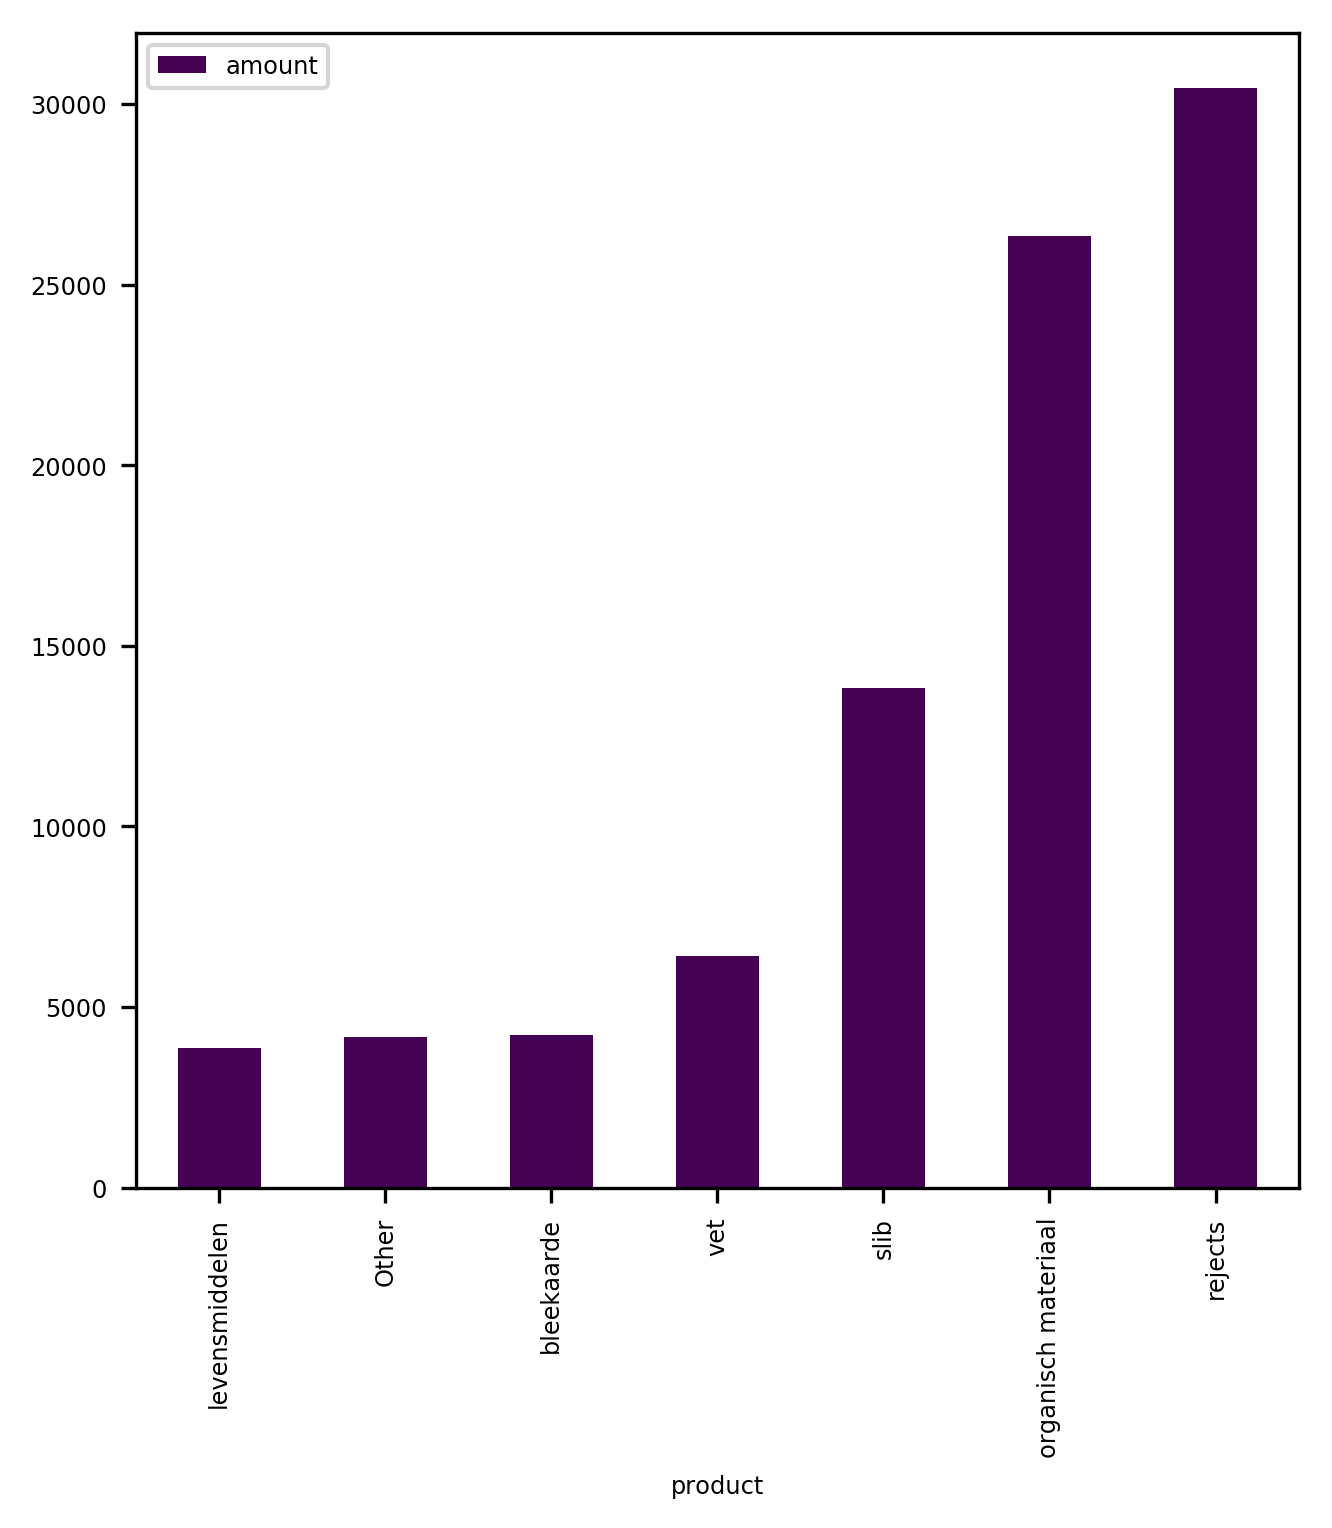 amount
30000
25000
20000
15000
10000
5000
0
levensmiddelen
Other
bleekaarde
vet
slib
organisch materiaal
rejects
product